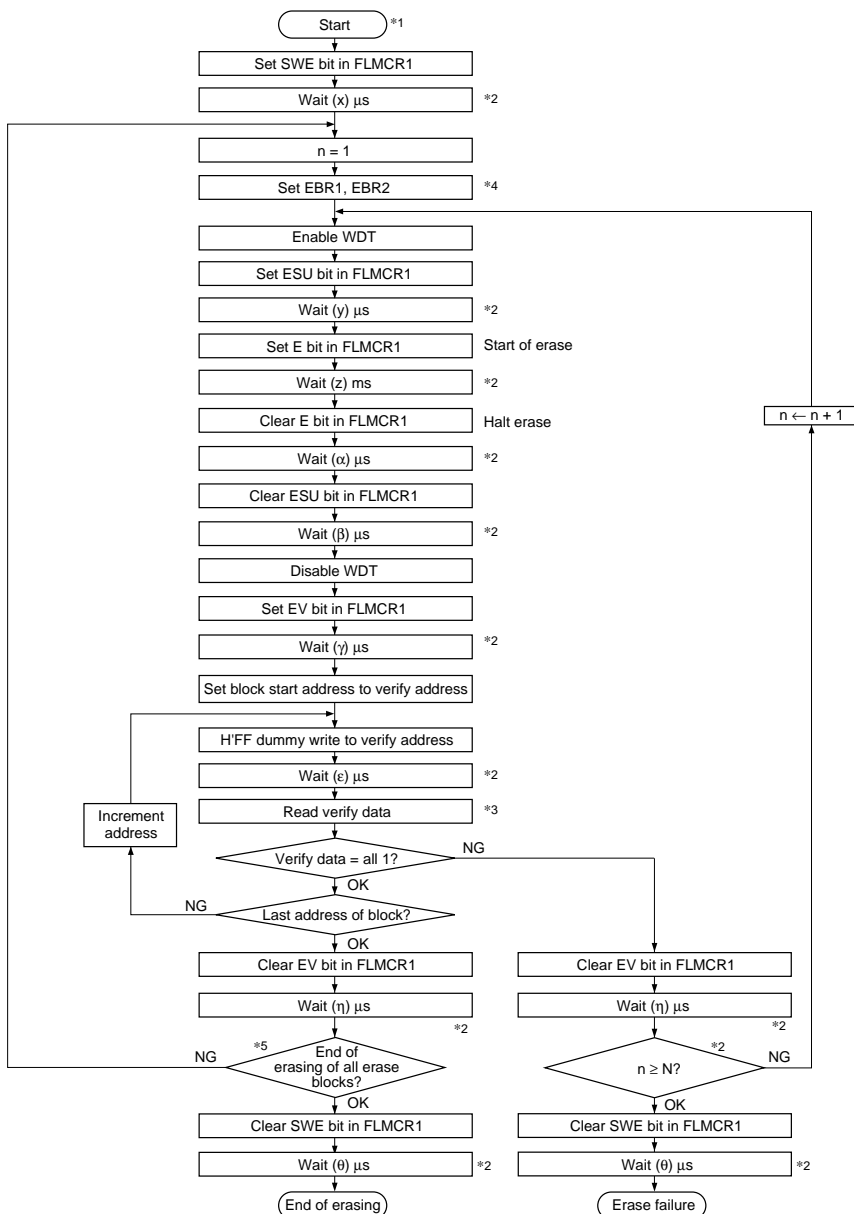 Start *1
Set SWE bit in FLMCR1
Wait (x) μs *2
n = 1
Set EBR1, EBR2 *4
Enable WDT
Set ESU bit in FLMCR1
Wait (y) μs *2
Set E bit in FLMCR1 Start of erase
Wait (z) ms *2
n ← n + 1
Clear E bit in FLMCR1 Halt erase
Wait (α) μs *2
Clear ESU bit in FLMCR1
Wait (β) μs *2
Disable WDT
Set EV bit in FLMCR1
Wait (γ) μs *2
Set block start address to verify address
H'FF dummy write to verify address
Wait (ε) μs *2
Increment
address
Read verify data *3
Verify data = all 1? NG
OK
NG Last address of block?
OK
Clear EV bit in FLMCR1 Clear EV bit in FLMCR1
Wait (η) μs Wait (η) μs
*2 *2
NG *5 End of
erasing of all erase
blocks?
*2 n ≥ N? NG
OK OK
Clear SWE bit in FLMCR1 Clear SWE bit in FLMCR1
Wait (θ) μs *2 Wait (θ) μs *2
End of erasing Erase failure